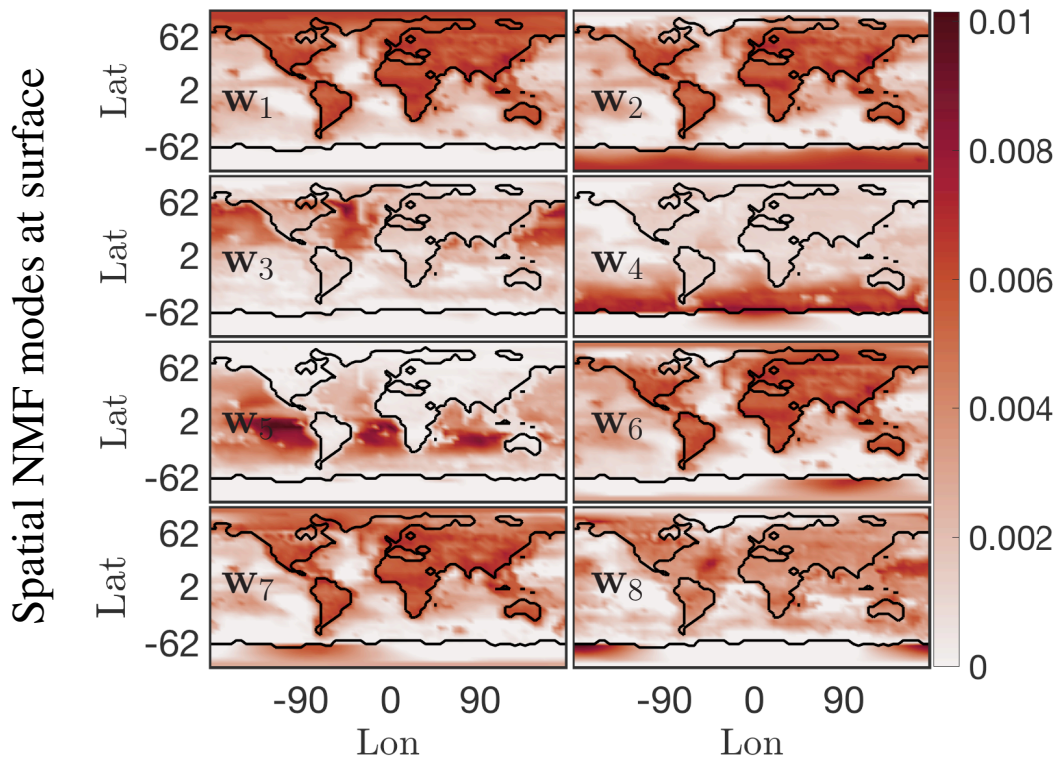 Spatial NMF modes at surface
Lat
62
2
-62
w1
w2
0.01
0.008
0.006
0.004
0.002
0
Lat
62
2
-62
w3
w4
Lat
62
2
-62
w5
w6
Lat
62
2
-62
w7
w8
-90 0 90
-90 0 90
Lon
Lon